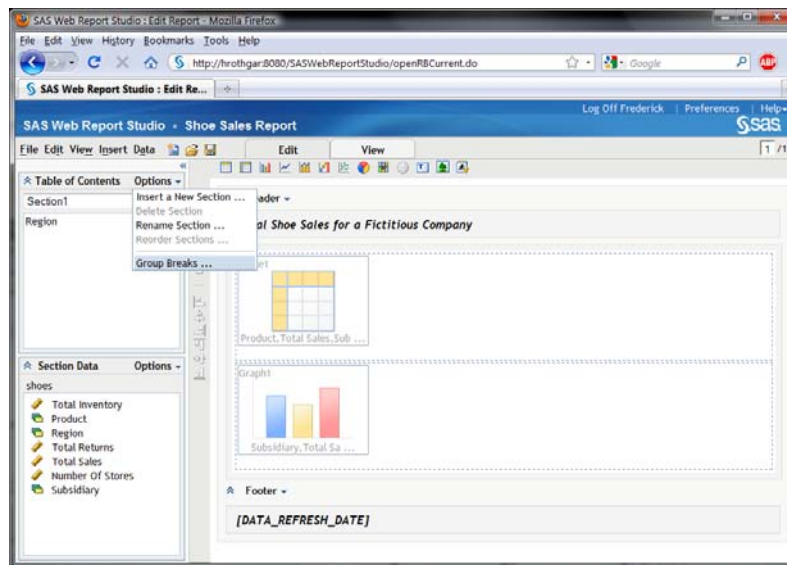 SAS Web Report Studio : Edit Report - Mozilla Firefox
File Edit View History Bookmarks Tools Help
http://hrothgar:8080/SASWebReportStudio/openRBCurrent.do
Google
ABP
SAS Web Report Studio : Edit Re...
Log Off Frederick | Preferences | Help
SAS Web Report Studio - Shoe Sales Report
sas
File Edit View Insert Data
Edit View
1 /1
Table of Contents Options
Section1
Region
Insert a New Section ...
Delete Section
Rename Section ...
Reorder Sections ...
Group Breaks ...
ader
al Shoe Sales for a Fictitious Company
Product, Total Sales, Sub ...
Graph1
Subsidiary, Total Sa ...
Section Data Options
shoes
Total Inventory
Product
Region
Total Returns
Total Sales
Number Of Stores
Subsidiary
Footer
[DATA_REFRESH_DATE]